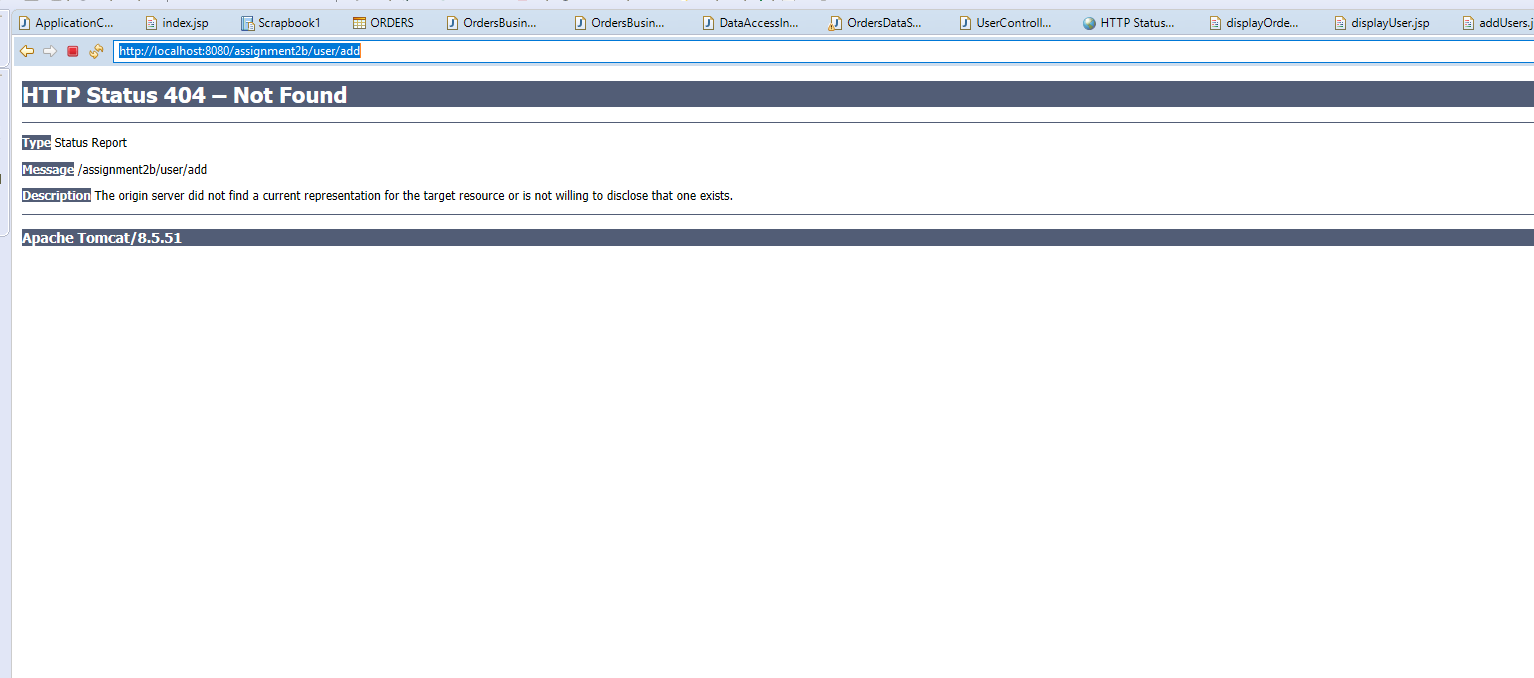 ApplicationC... index.jsp Scrapbook1 ORDERS OrdersBusin... OrdersBusin... DataAccessIn... OrdersDataS... UserControll... HTTP Status... displayOrde... displayUser.jsp addUsers.j
http://localhost:8080/assignment2b/user/add
HTTP Status 404 – Not Found
Type Status Report
Message /assignment2b/user/add
Description The origin server did not find a current representation for the target resource or is not willing to disclose that one exists.
Apache Tomcat/8.5.51